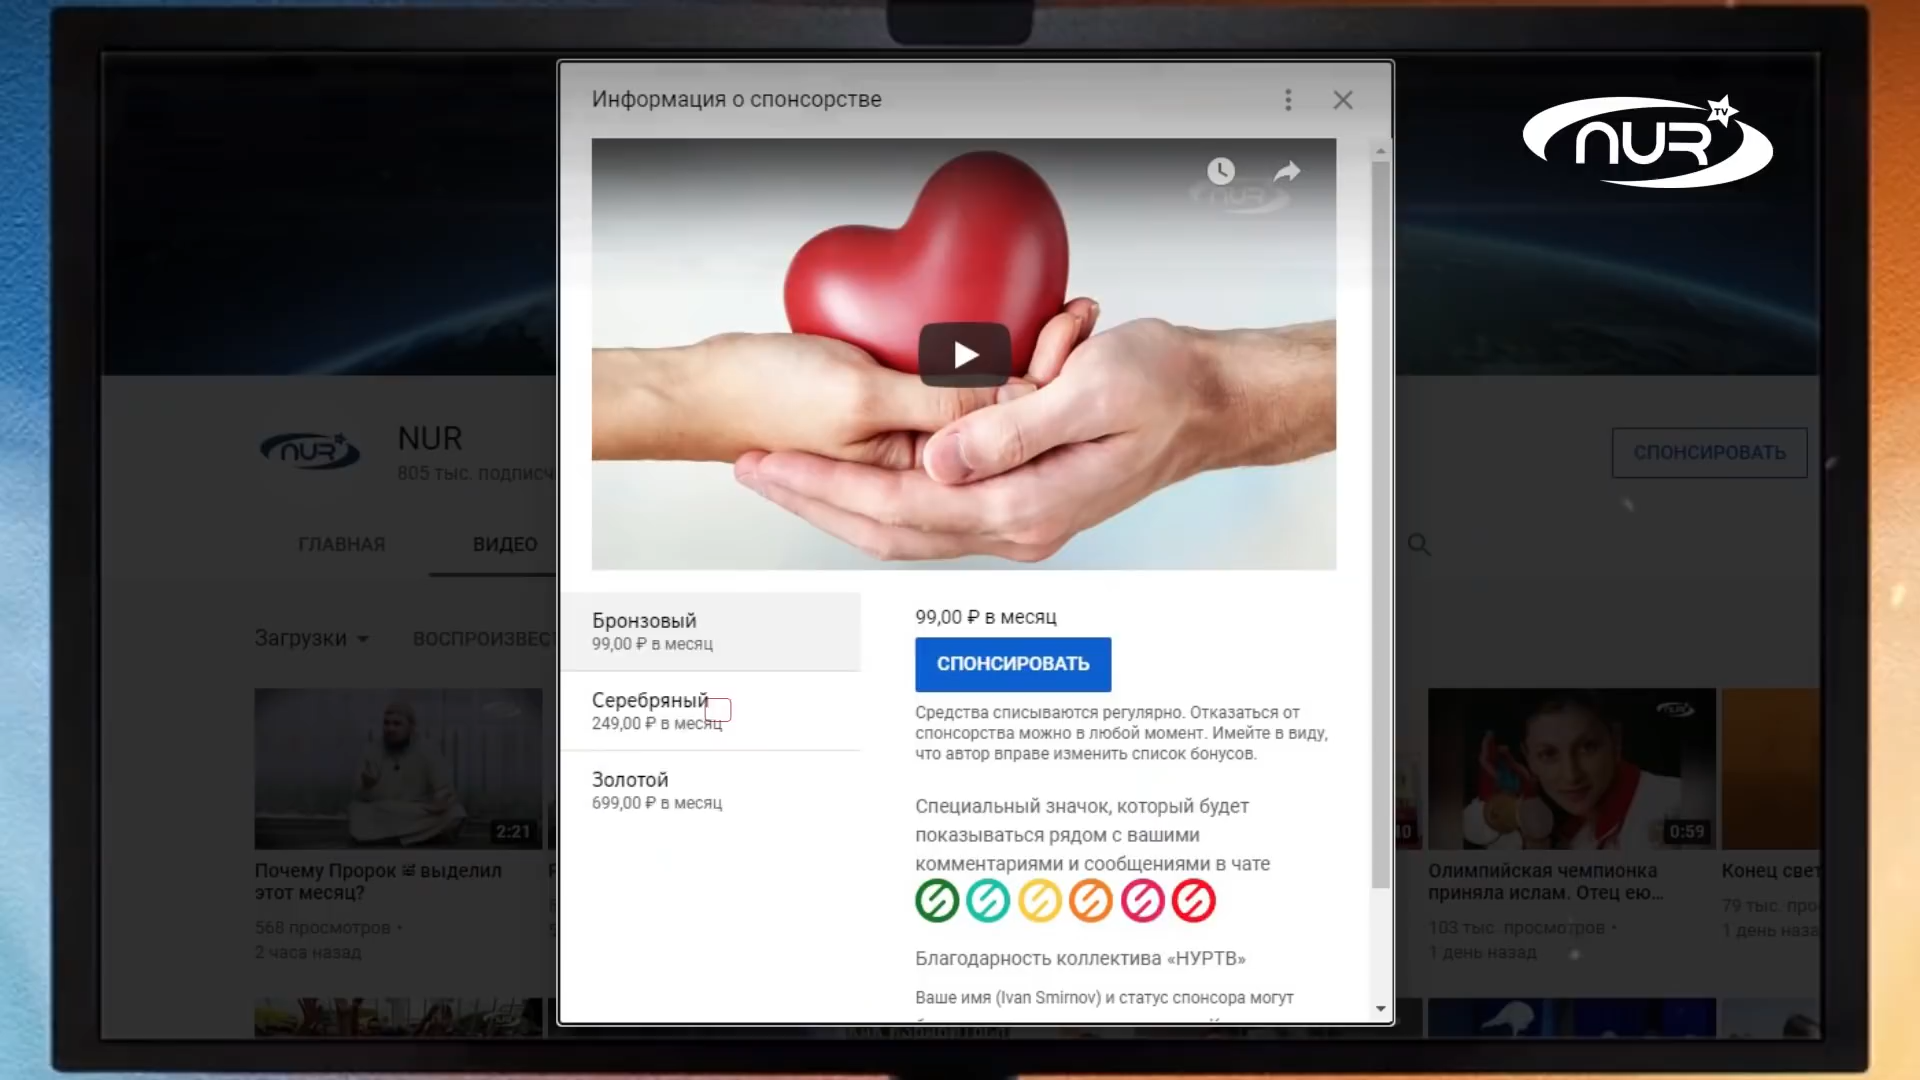 Информация о спонсорстве
NUR TV
NUR
NUR
NUR
805 тыс. подписч
СПОНСИРОВАТЬ
ГЛАВНАЯ
ВИДЕО
Загрузки
ВОСПРОИЗВЕСТ
Бронзовый
99,00 ₽ в месяц
Серебряный
249,00 ₽ в месяц
Золотой
699,00 ₽ в месяц
99,00 ₽ в месяц
СПОНСИРОВАТЬ
Средства списываются регулярно. Отказаться от
спонсорства можно в любой момент. Имейте в виду,
что автор вправе изменить список бонусов.
Специальный значок, который будет
показываться рядом с вашими
комментариями и сообщениями в чате
Благодарность коллектива «НУРТВ»
Ваше имя (Ivan Smirnov) и статус спонсора могут
2:21
Почему Пророк ﷺ выделил
этот месяц?
568 просмотров •
2 часа назад
0:59
Олимпийская чемпионка
приняла ислам. Отец ею...
103 тыс. просмотров •
1 день назад
Конец свет
79 тыс. про
1 день наза